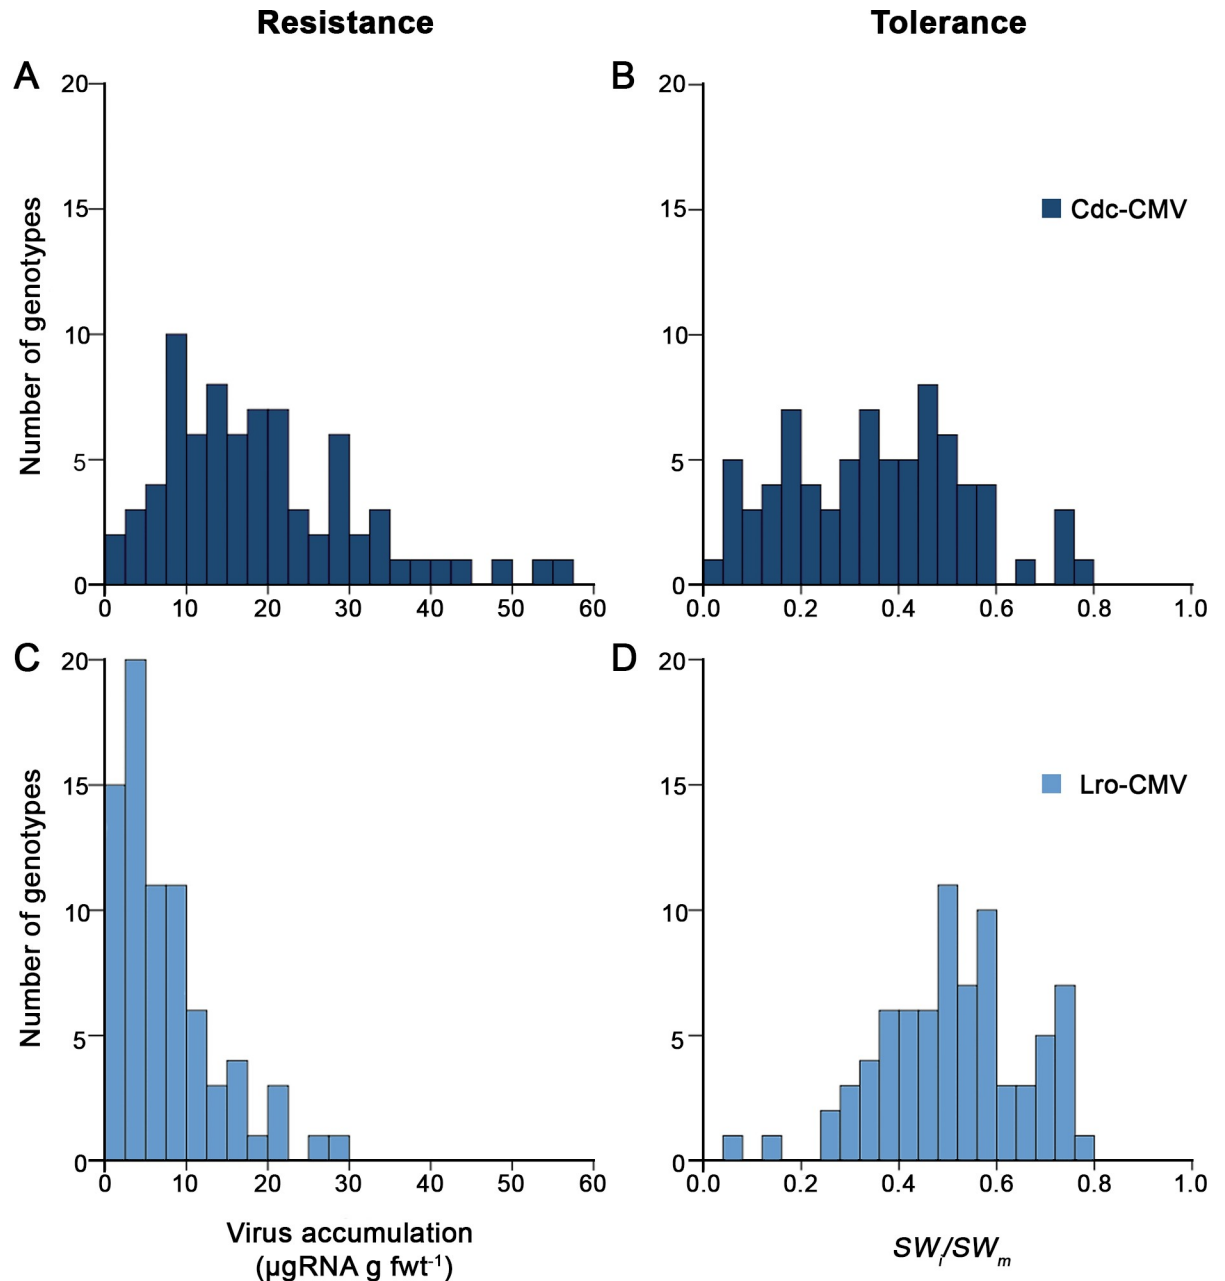 Resistance
Tolerance
A
20
15
10
5
0
Number of genotypes
0 10 20 30 40 50 60
B
20
15
10
5
0
Cdc-CMV
0.0 0.2 0.4 0.6 0.8 1.0
C
20
15
10
5
0
Number of genotypes
0 10 20 30 40 50 60
Virus accumulation
(µgRNA g fwt⁻¹)
D
20
15
10
5
0
Lro-CMV
0.0 0.2 0.4 0.6 0.8 1.0
SWᵢ/SWₘ